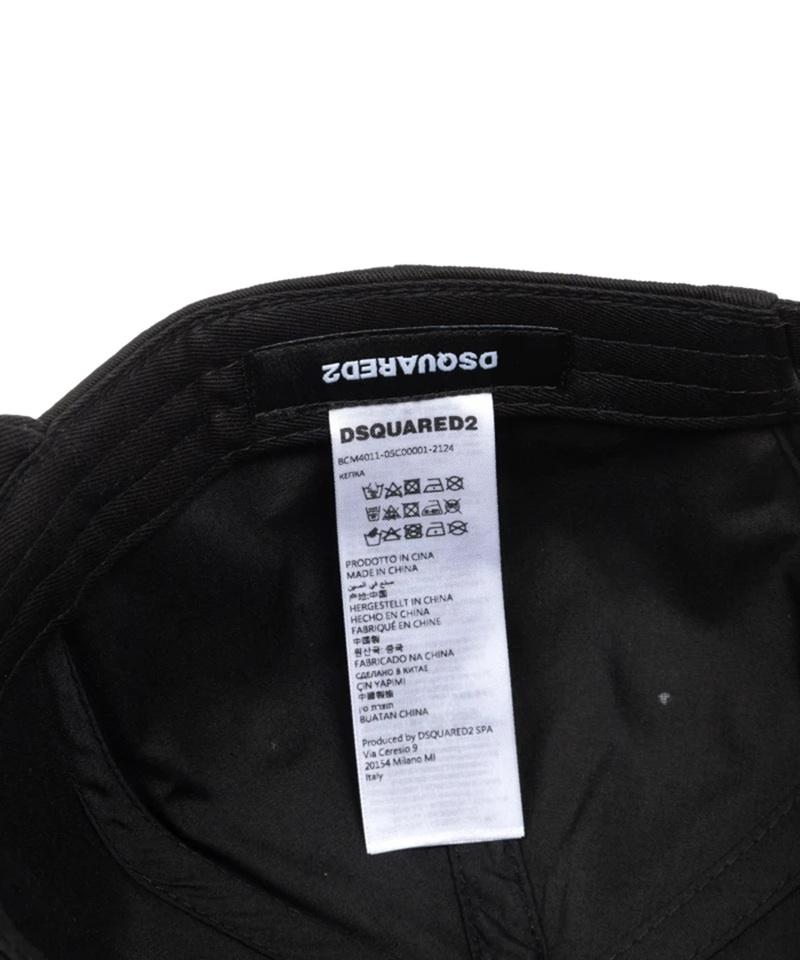 DSQUARED2
DSQUARED2
BCM4011-05C00001-2124
КЕПКА
PRODOTTO IN CINA
MADE IN CHINA
صنع في الصين
产地:中国
HERGESTELLT IN CHINA
HECHO EN CHINA
FABRIQUÉ EN CHINE
中国製
원산국: 중국
FABRICADO NA CHINA
СДЕЛАНО В КИТАЕ
ÇIN YAPIMI
中國製造
תוצרת סין
BUATAN CHINA
Produced by DSQUARED2 SPA
Via Ceresio 9
20154 Milano MI
Italy